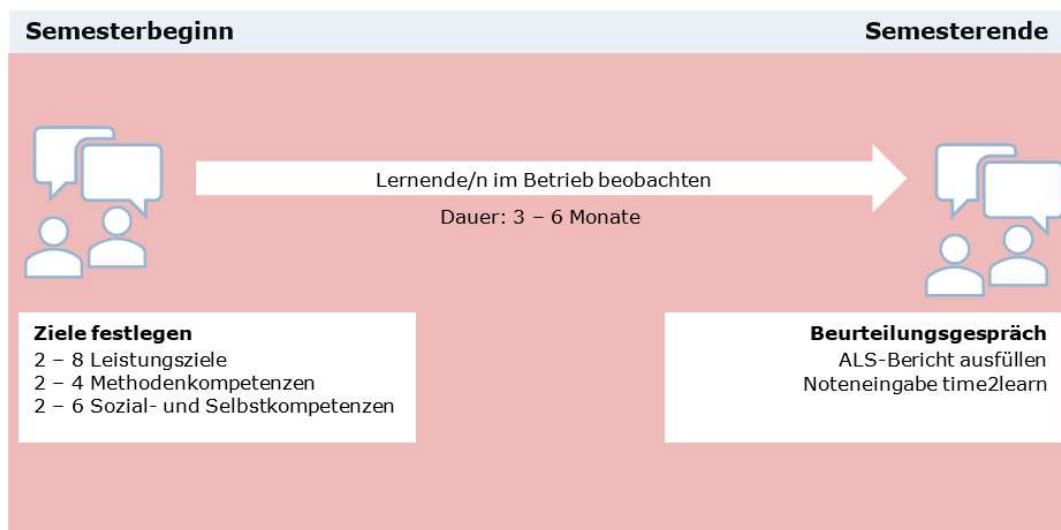 Semesterbeginn
Semesterende
Lernende/n im Betrieb beobachten
Dauer: 3 – 6 Monate
Ziele festlegen
2 – 8 Leistungsziele
2 – 4 Methodenkompetenzen
2 – 6 Sozial- und Selbstkompetenzen
Beurteilungsgespräch
ALS-Bericht ausfüllen
Noteneingabe time2learn